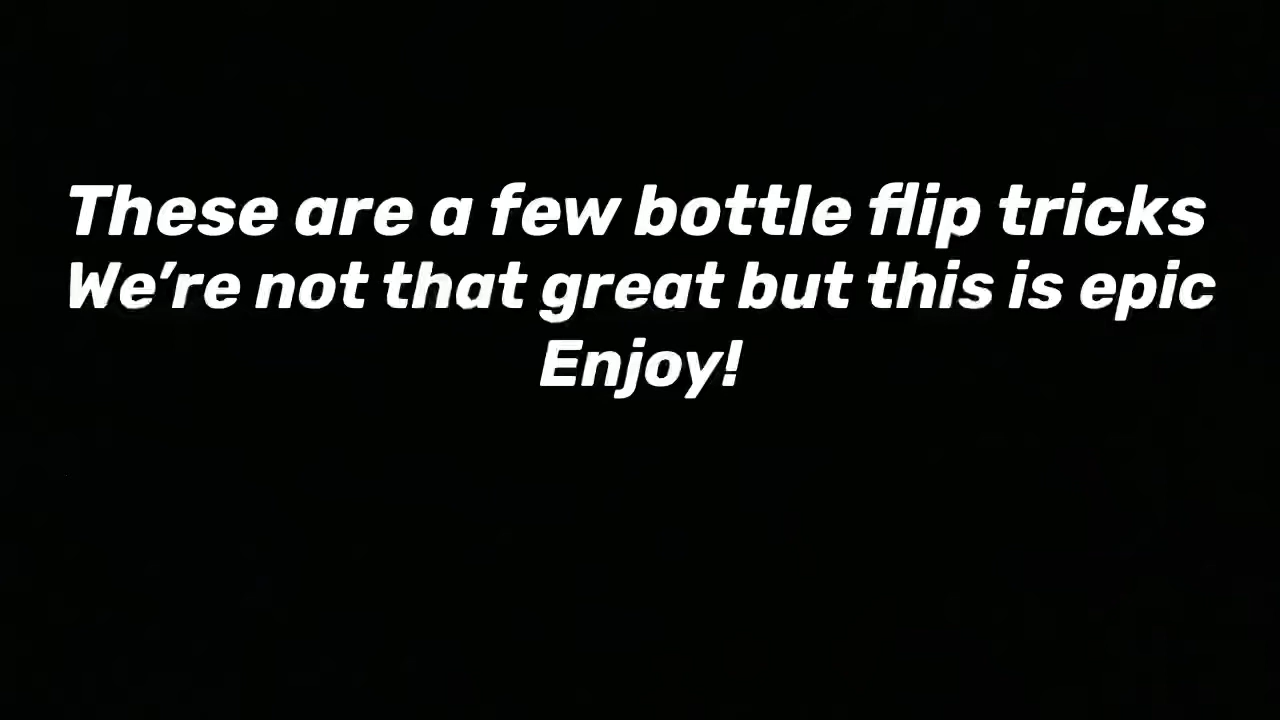 These are a few bottle flip tricks
We’re not that great but this is epic
Enjoy!